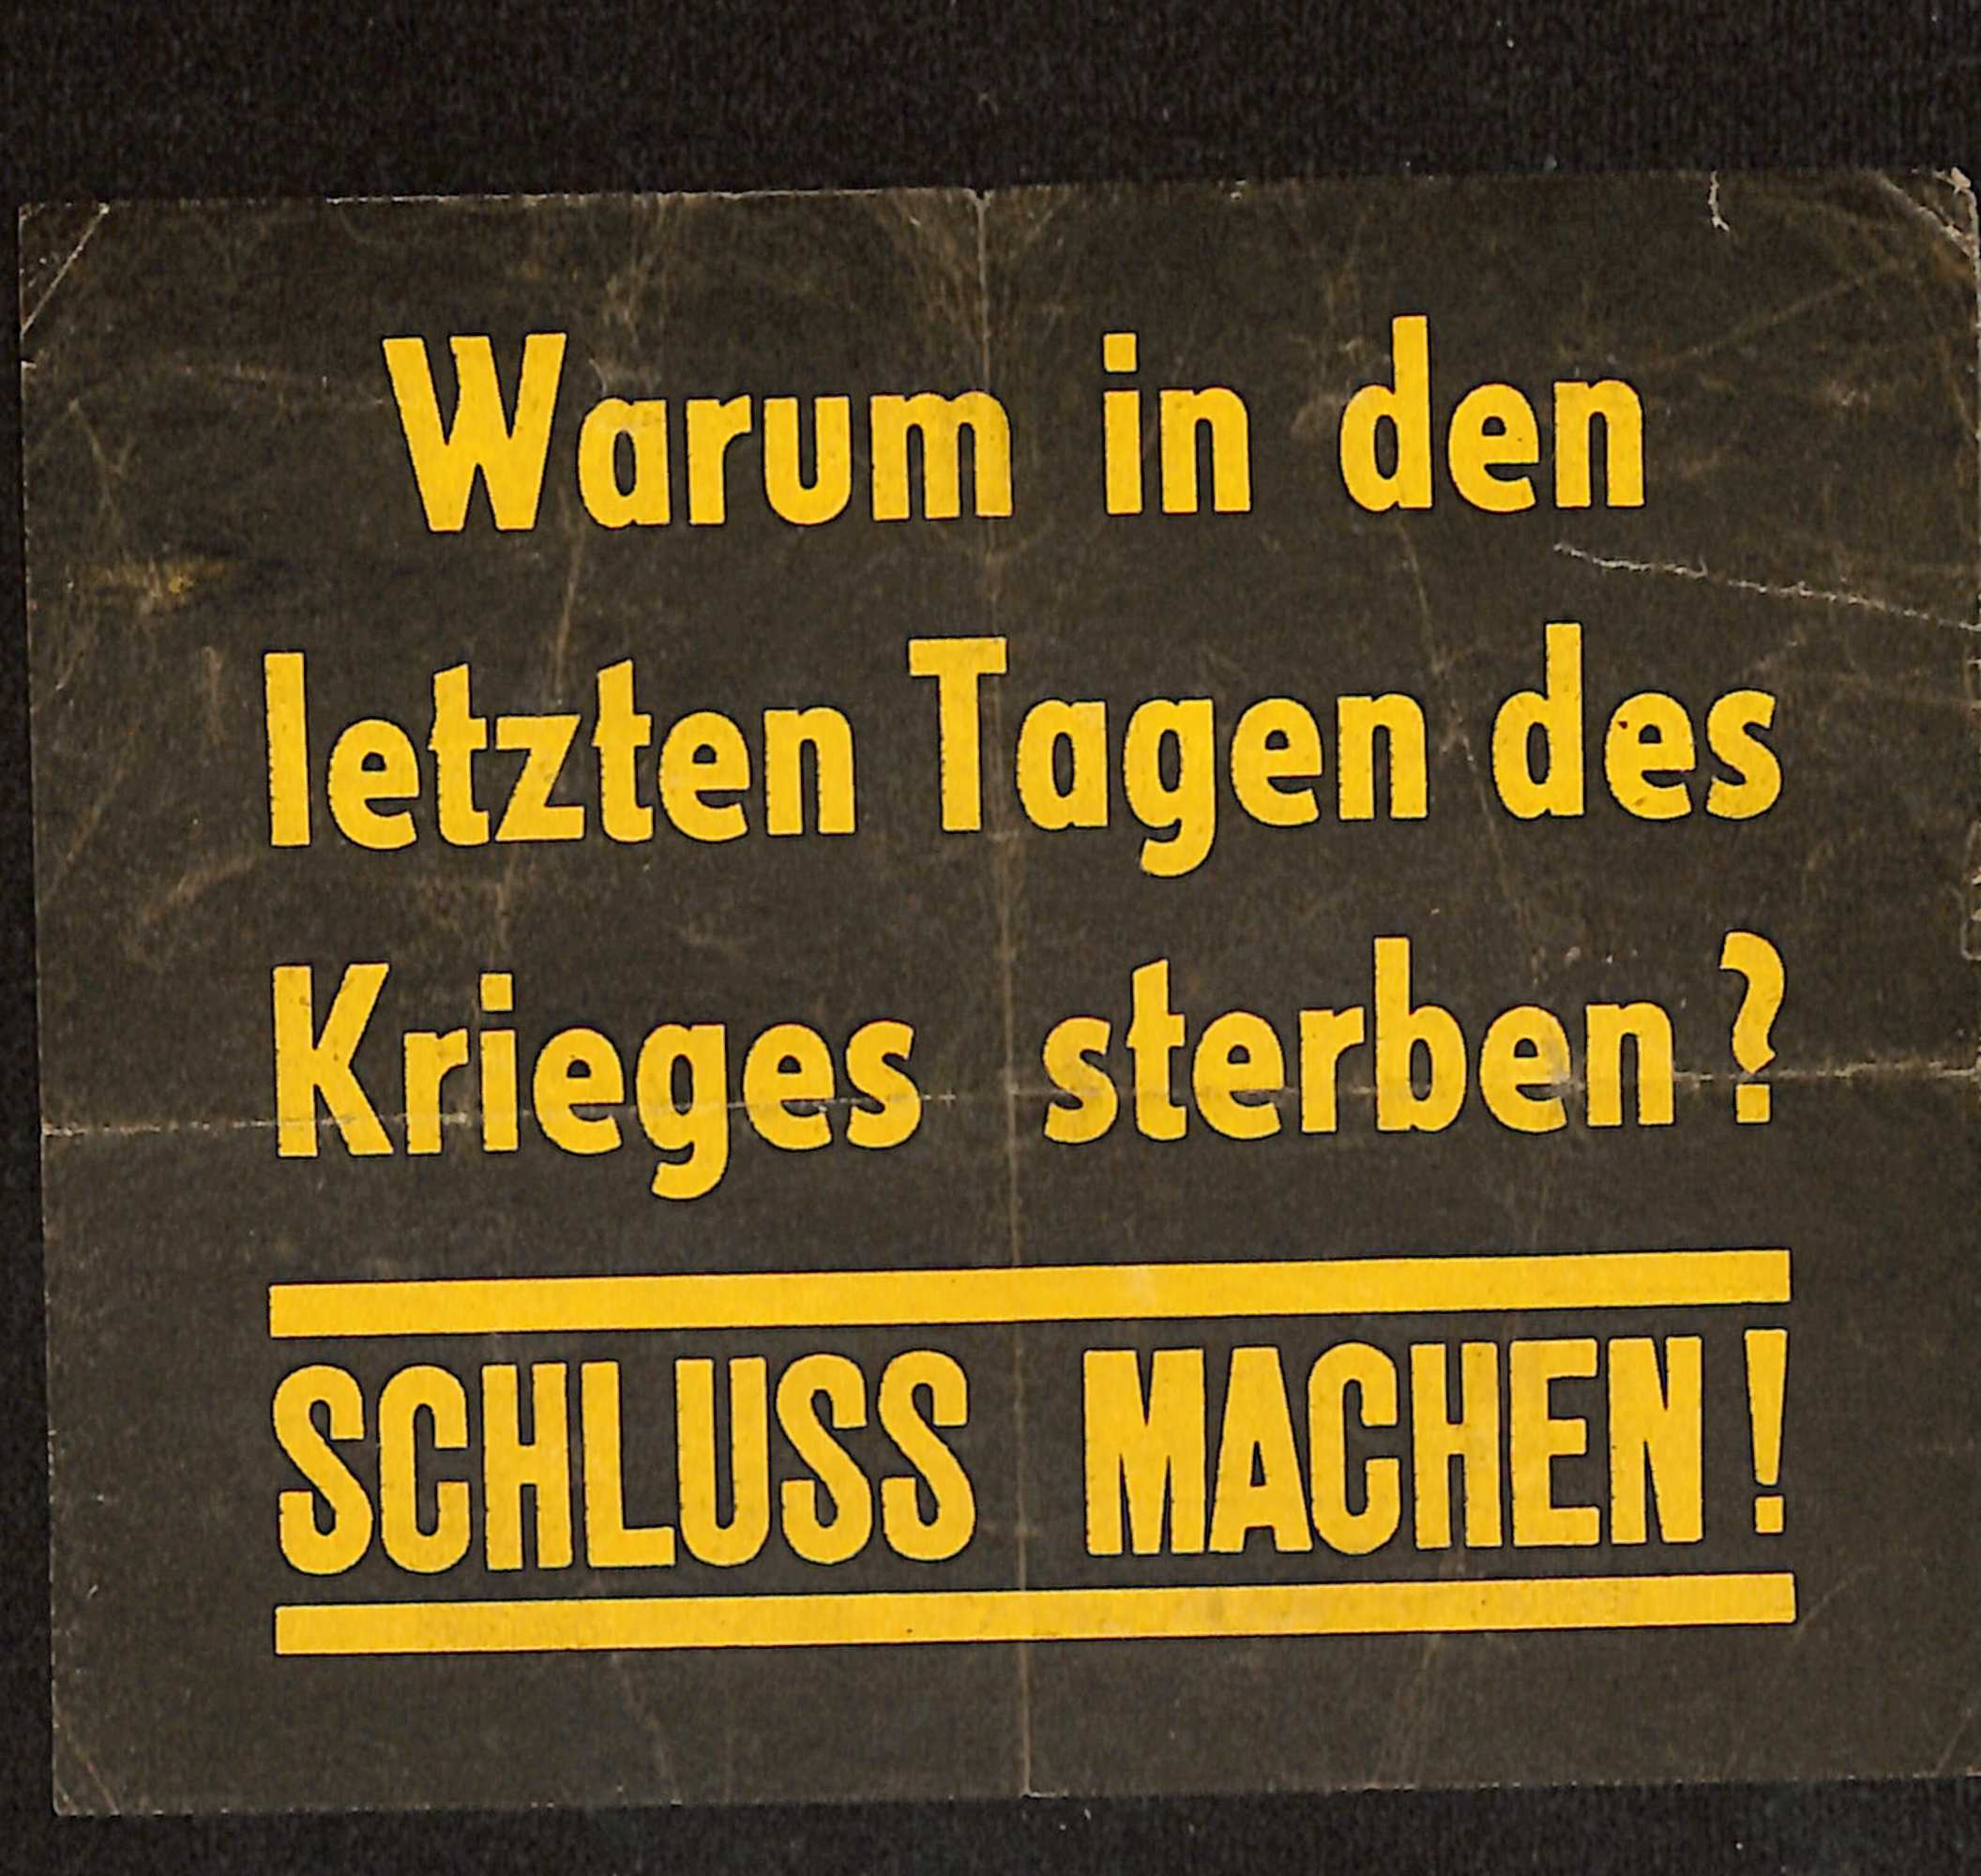 Warum in den
letzten Tagen des
Krieges sterben?
SCHLUSS MACHEN!